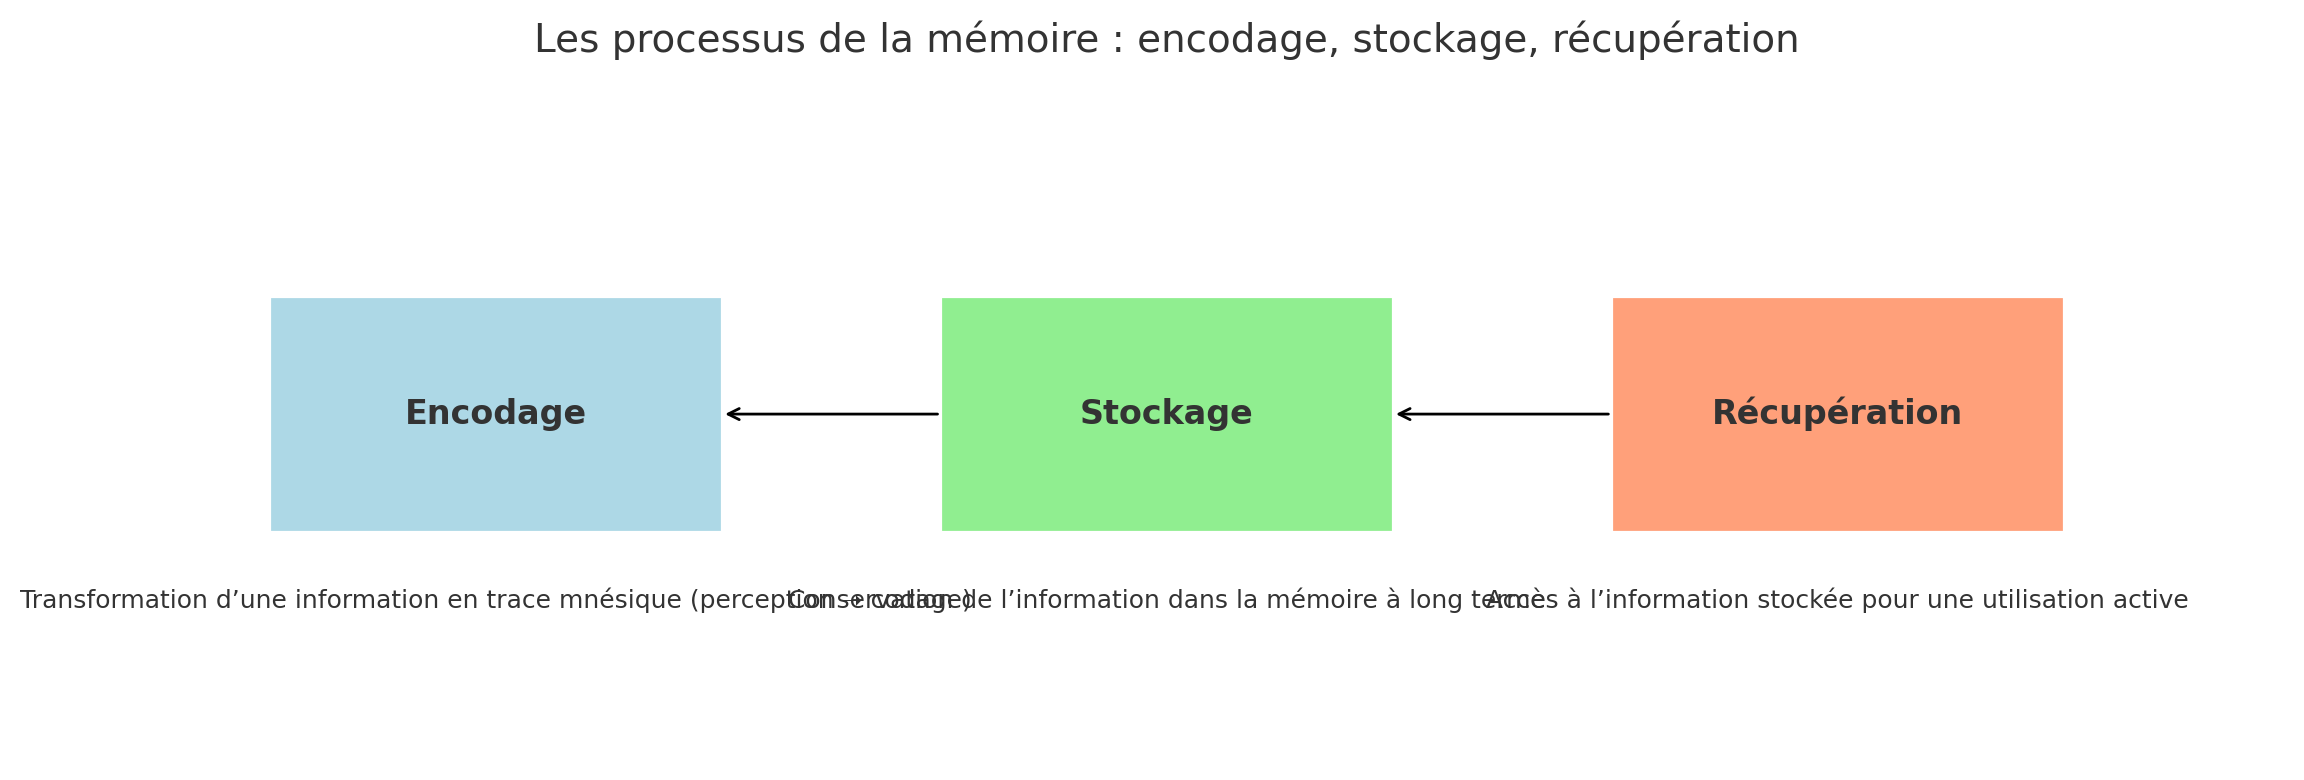 Les processus de la mémoire : encodage, stockage, récupération
Encodage
Stockage
Récupération
Transformation d’une information en trace mnésique (perception → codage)
Conservation de l’information dans la mémoire à long terme
Accès à l’information stockée pour une utilisation active